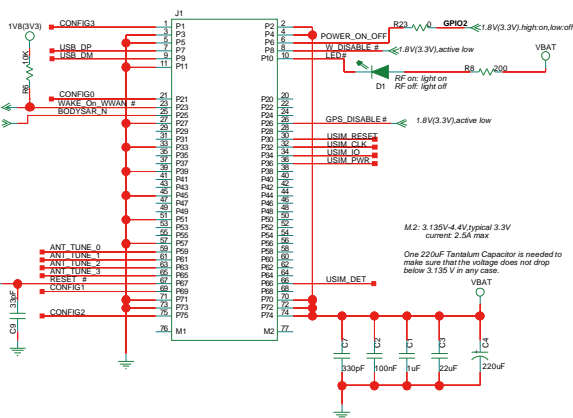 J1
CONFIG3
1
P1
P2
2
R23
0
GPIO2
1.8V(3.3V),high:on,low:off
3
P3
P4
4
POWER_ON_OFF
1V8(3V3)
5
P5
P6
6
USB_DP
7
P7
P8
8
W_DISABLE #
1.8V(3.3V),active low
VBAT
USB_DM
9
P9
P10
10
LED#
11
P11
10K
R6
D1
RF on: light on
RF off: light off
R8
200
CONFIG0
21
P21
P20
20
WAKE_On_WWAN #
23
P23
P22
22
BODYSAR_N
25
P25
P24
24
27
P27
P26
26
GPS_DISABLE#
1.8V(3.3V),active low
29
P29
P28
28
31
P31
P30
30
USIM_RESET
33
P33
P32
32
USIM_CLK
35
P35
P34
34
USIM_IO
37
P37
P36
36
USIM_PWR
39
P39
P38
38
41
P41
P40
40
43
P43
P42
42
45
P45
P44
44
47
P47
P46
46
49
P49
P48
48
51
P51
P50
50
53
P53
P52
52
55
P55
P54
54
57
P57
P56
56
ANT_TUNE_0
59
P59
P58
58
ANT_TUNE_1
61
P61
P60
60
ANT_TUNE_2
63
P63
P62
62
ANT_TUNE_3
65
P65
P64
64
RESET_#
67
P67
P66
66
USIM_DET
CONFIG1
69
P69
P68
68
71
P71
P70
70
73
P73
P72
72
CONFIG2
75
P75
P74
74
76
M1
M2
77
M.2: 3.135V-4.4V,typical 3.3V
current: 2.5A max
One 220uF Tantalum Capacitor is needed to
make sure that the voltage does not drop
below 3.135 V in any case.
VBAT
33pF
C9
C7
330pF
C2
100nF
C1
1uF
C3
22uF
C4
220uF